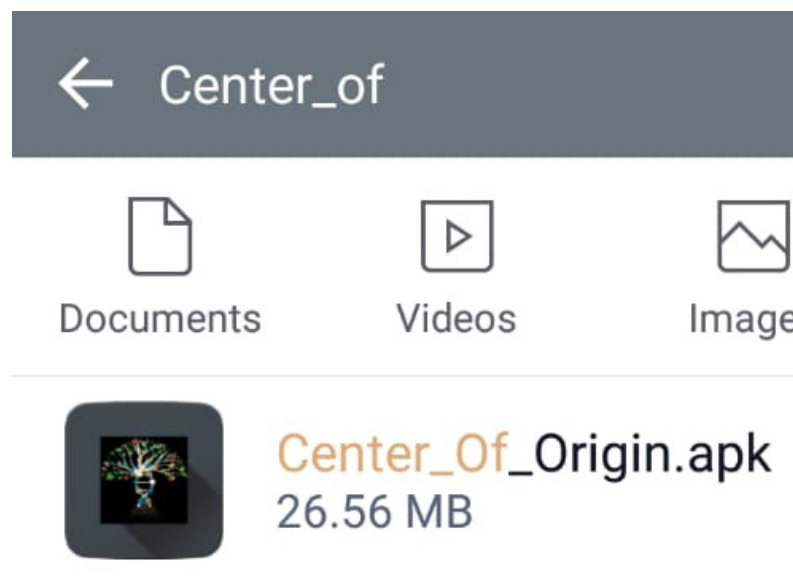 Center_of
Documents
Videos
Image
Center_Of_Origin.apk
26.56 MB